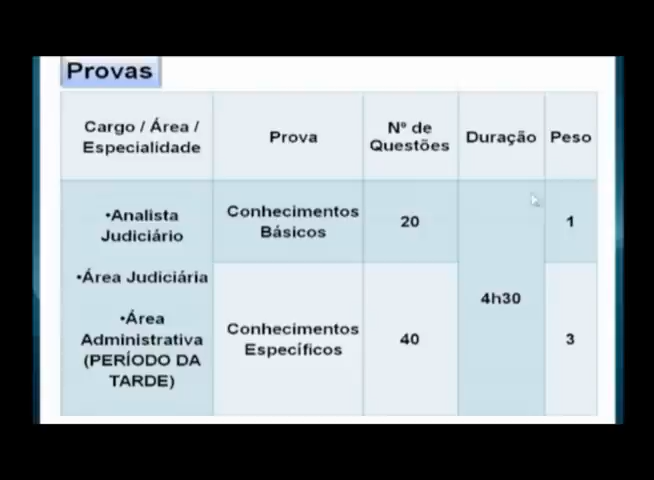 Provas
Cargo / Área /
Especialidade
Prova
Nº de
Questões
Duração
Peso
•Analista
Judiciário
•Área Judiciária
•Área
Administrativa
(PERÍODO DA
TARDE)
Conhecimentos
Básicos
20
4h30
1
Conhecimentos
Específicos
40
3